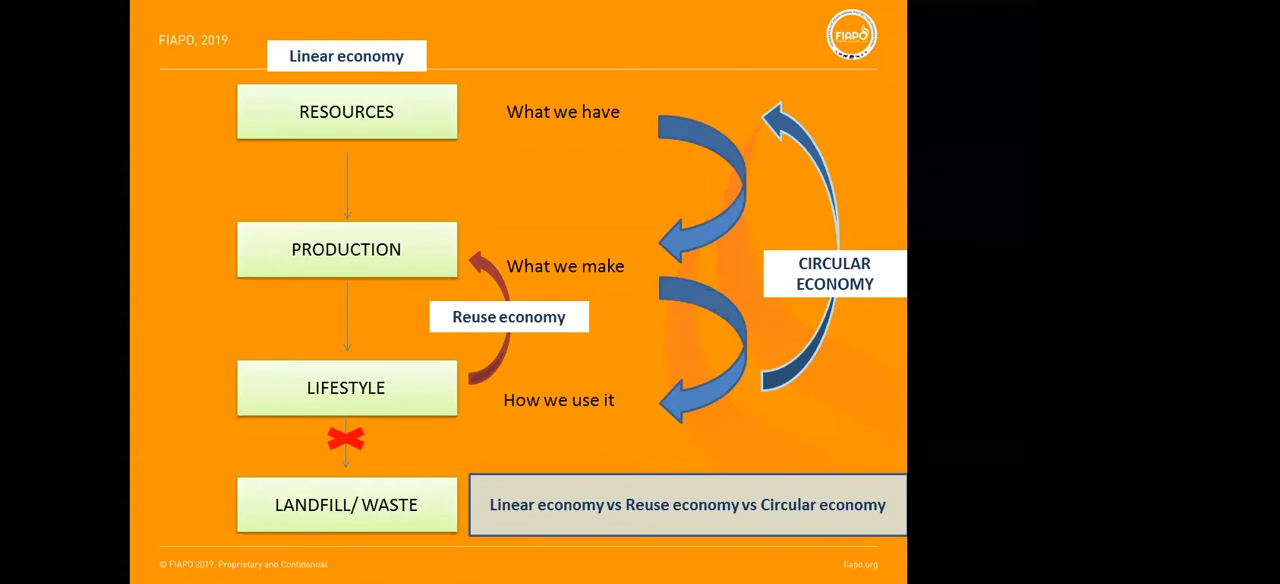 FIAPO, 2019
FIAPO
Linear economy
RESOURCES
What we have
PRODUCTION
What we make
CIRCULAR
ECONOMY
Reuse economy
LIFESTYLE
How we use it
LANDFILL/ WASTE
Linear economy vs Reuse economy vs Circular economy
© FIAPO 2019. Proprietary and Confidential
fiapo.org